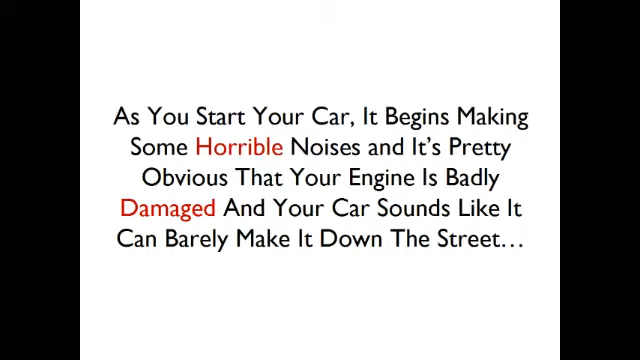 As You Start Your Car, It Begins Making
Some Horrible Noises and It's Pretty
Obvious That Your Engine Is Badly
Damaged And Your Car Sounds Like It
Can Barely Make It Down The Street…